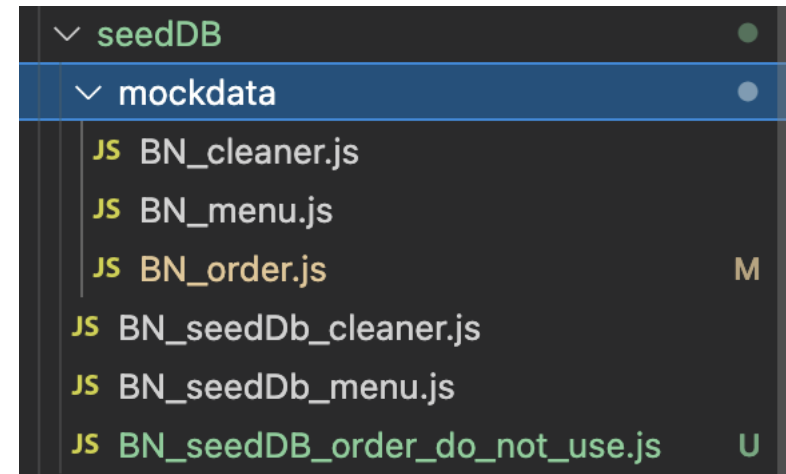 seedDB
mockdata
JS BN_cleaner.js
JS BN_menu.js
JS BN_order.js M
JS BN_seedDb_cleaner.js
JS BN_seedDb_menu.js
JS BN_seedDB_order_do_not_use.js U